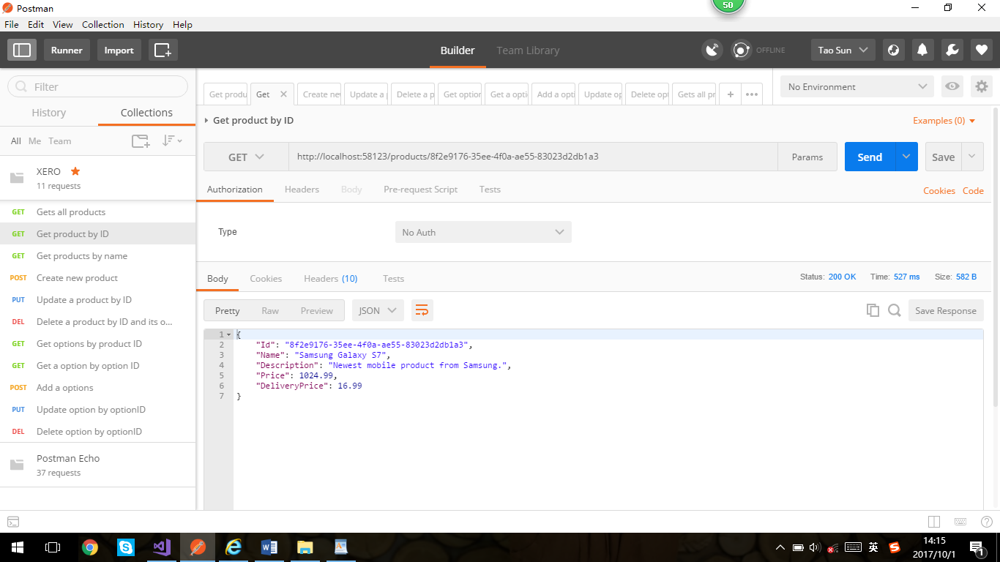 Postman
50
File Edit View Collection History Help
Runner Import Builder Team Library OFFLINE Tao Sun
Filter
History Collections
All Me Team
XERO
11 requests
GET Gets all products
GET Get product by ID
GET Get products by name
POST Create new product
PUT Update a product by ID
DEL Delete a product by ID and its o...
GET Get options by product ID
GET Get a option by option ID
POST Add a options
PUT Update option by optionID
DEL Delete option by optionID
Postman Echo
37 requests
Get produ Get Create ne Update a p Delete a p Get option Get a opti Add a opti Update op Delete opt Gets all pr
No Environment
Get product by ID Examples (0)
GET http://localhost:58123/products/8f2e9176-35ee-4f0a-ae55-83023d2db1a3 Params Send Save
Authorization Headers Body Pre-request Script Tests Cookies Code
Type No Auth
Body Cookies Headers (10) Tests Status: 200 OK Time: 527 ms Size: 582 B
Pretty Raw Preview JSON Save Response
1 {
2 "Id": "8f2e9176-35ee-4f0a-ae55-83023d2db1a3",
3 "Name": "Samsung Galaxy S7",
4 "Description": "Newest mobile product from Samsung.",
5 "Price": 1024.99,
6 "DeliveryPrice": 16.99
7 }
英
14:15
2017/10/1
1